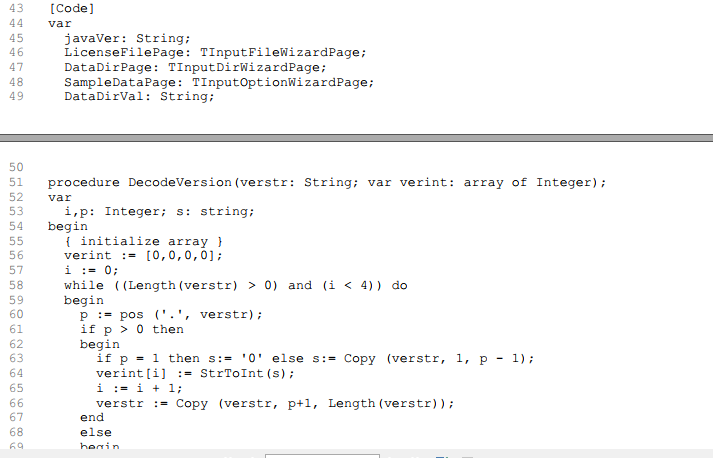 43 [Code]
44 var
45 javaVer: String;
46 LicenseFilePage: TInputFileWizardPage;
47 DataDirPage: TInputDirWizardPage;
48 SampleDataPage: TInputOptionWizardPage;
49 DataDirVal: String;
50
51 procedure DecodeVersion(verstr: String; var verint: array of Integer);
52 var
53 i,p: Integer; s: string;
54 begin
55 { initialize array }
56 verint := [0,0,0,0];
57 i := 0;
58 while ((Length(verstr) > 0) and (i < 4)) do
59 begin
60 p := pos ('.', verstr);
61 if p > 0 then
62 begin
63 if p = 1 then s:= '0' else s:= Copy (verstr, 1, p - 1);
64 verint[i] := StrToInt(s);
65 i := i + 1;
66 verstr := Copy (verstr, p+1, Length(verstr));
67 end
68 else
69 begin